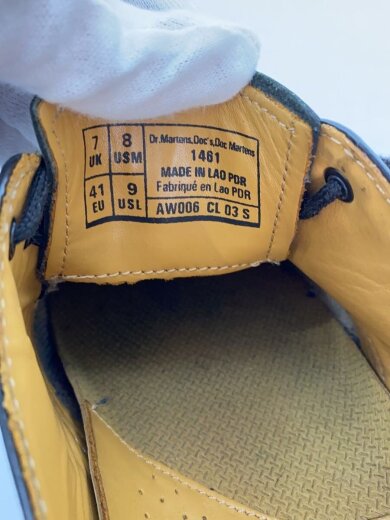 7 UK
8 USM
41 EU
9 USL
Dr.Martens,Doc's,Doc Martens
1461
MADE IN LAO PDR
Fabriqué en Lao PDR
AW006 CL 03 S